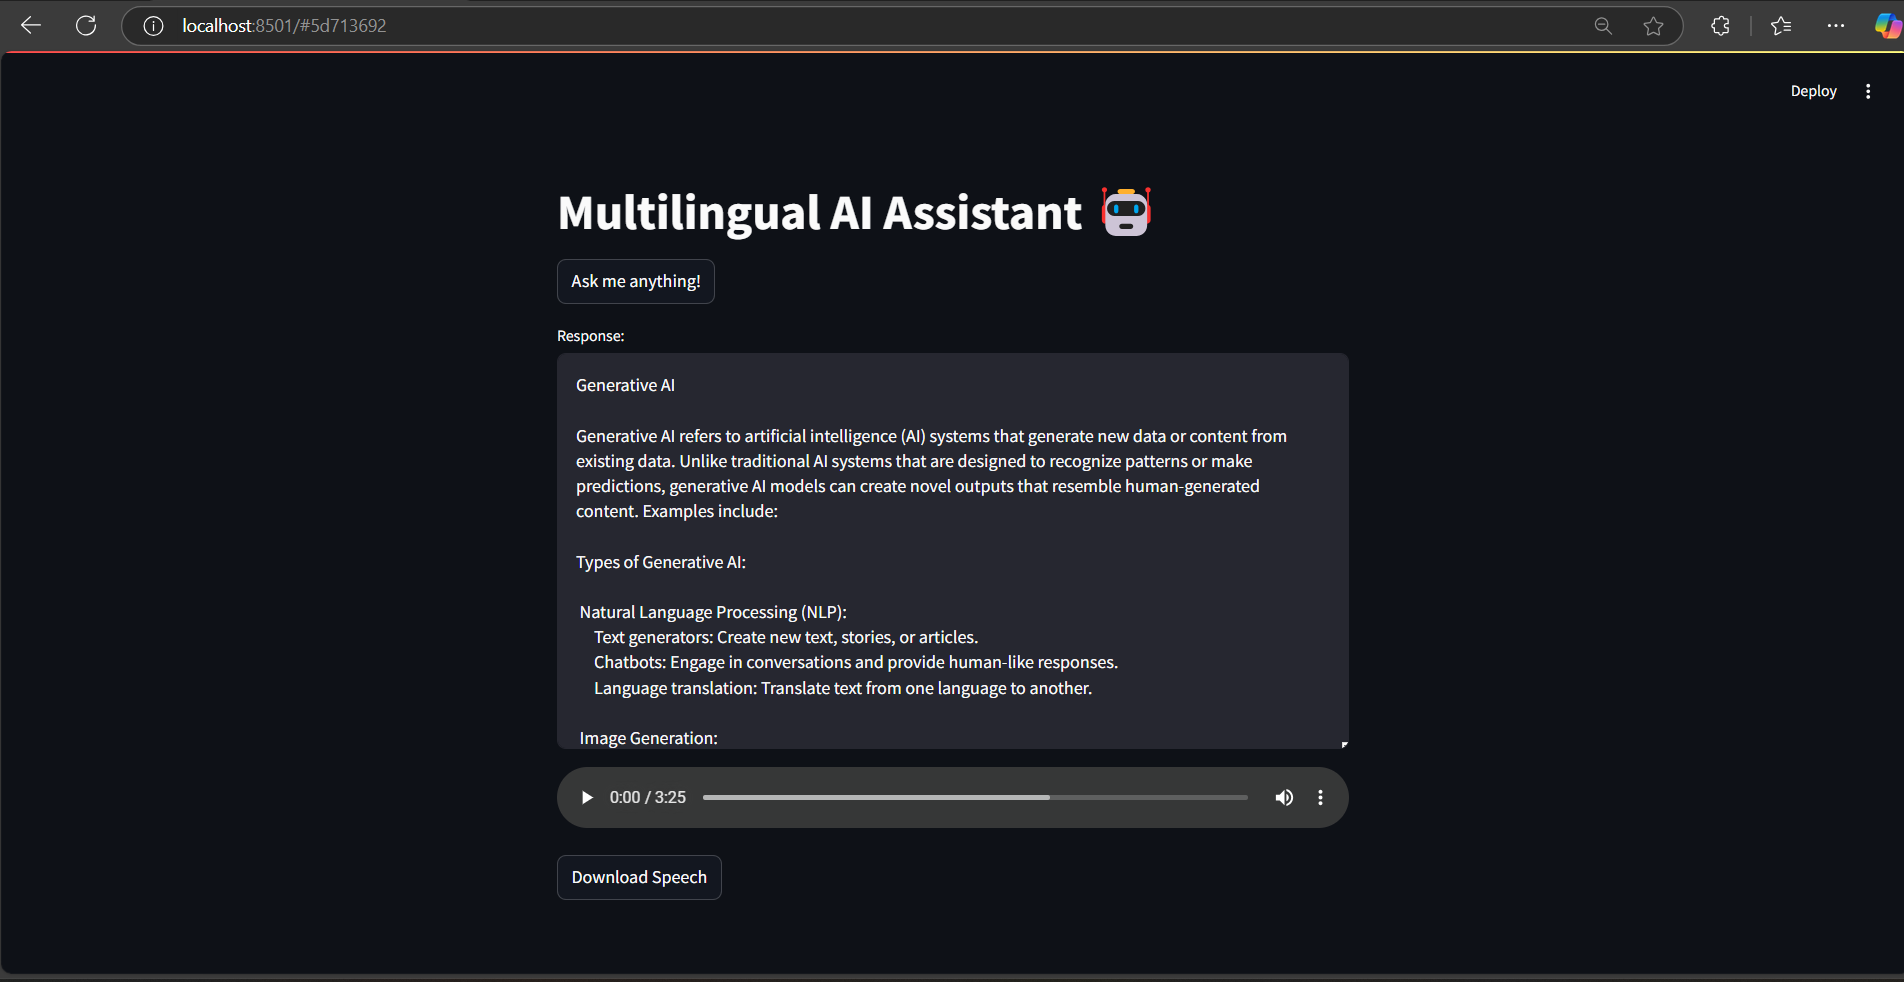 localhost:8501/#5d713692
Deploy
Multilingual AI Assistant
Ask me anything!
Response:
Generative AI
Generative AI refers to artificial intelligence (AI) systems that generate new data or content from
existing data. Unlike traditional AI systems that are designed to recognize patterns or make
predictions, generative AI models can create novel outputs that resemble human-generated
content. Examples include:
Types of Generative AI:
Natural Language Processing (NLP):
Text generators: Create new text, stories, or articles.
Chatbots: Engage in conversations and provide human-like responses.
Language translation: Translate text from one language to another.
Image Generation:
0:00 / 3:25
Download Speech